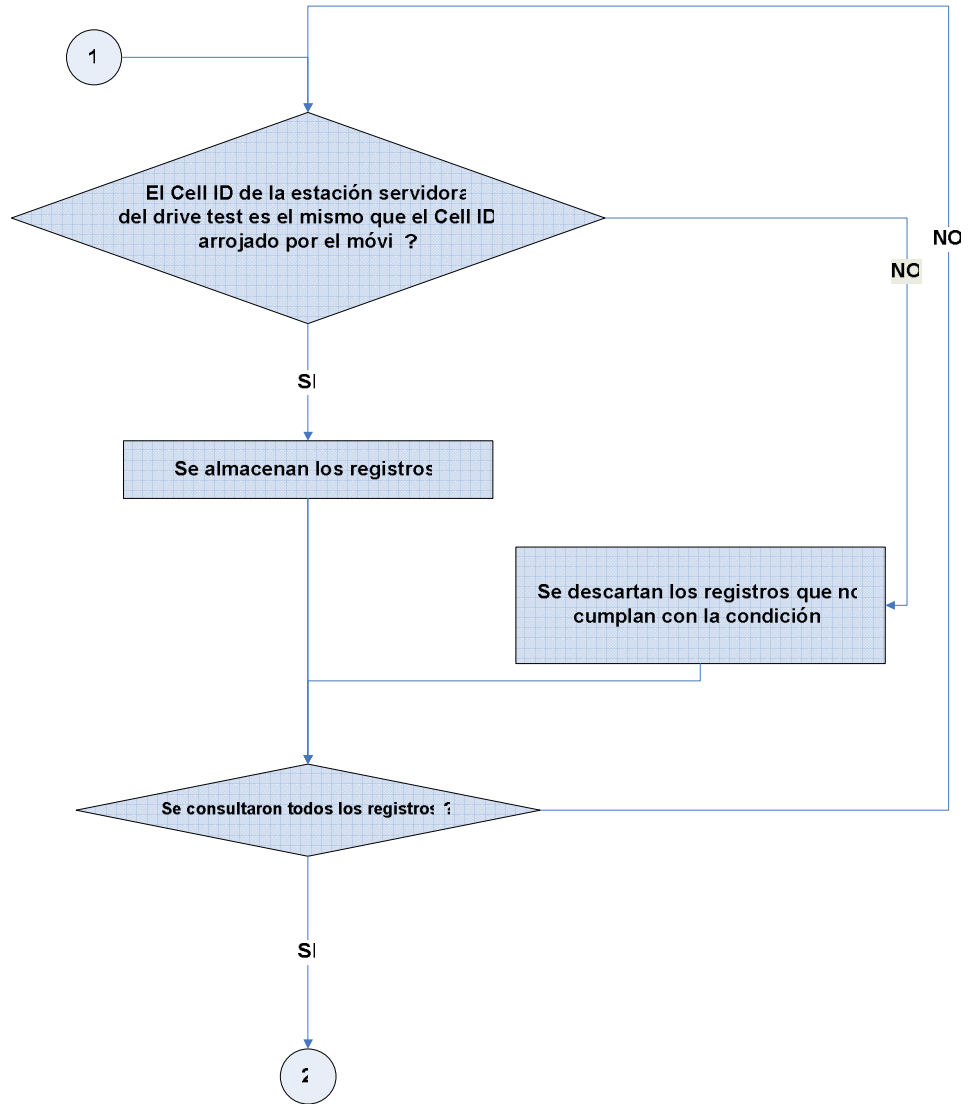 1
El Cell ID de la estación servidora
del drive test es el mismo que el Cell ID
arrojado por el móvi ?
NO
NO
SI
Se almacenan los registros
Se descartan los registros que no
cumplan con la condición
Se consultaron todos los registros ?
SI
2